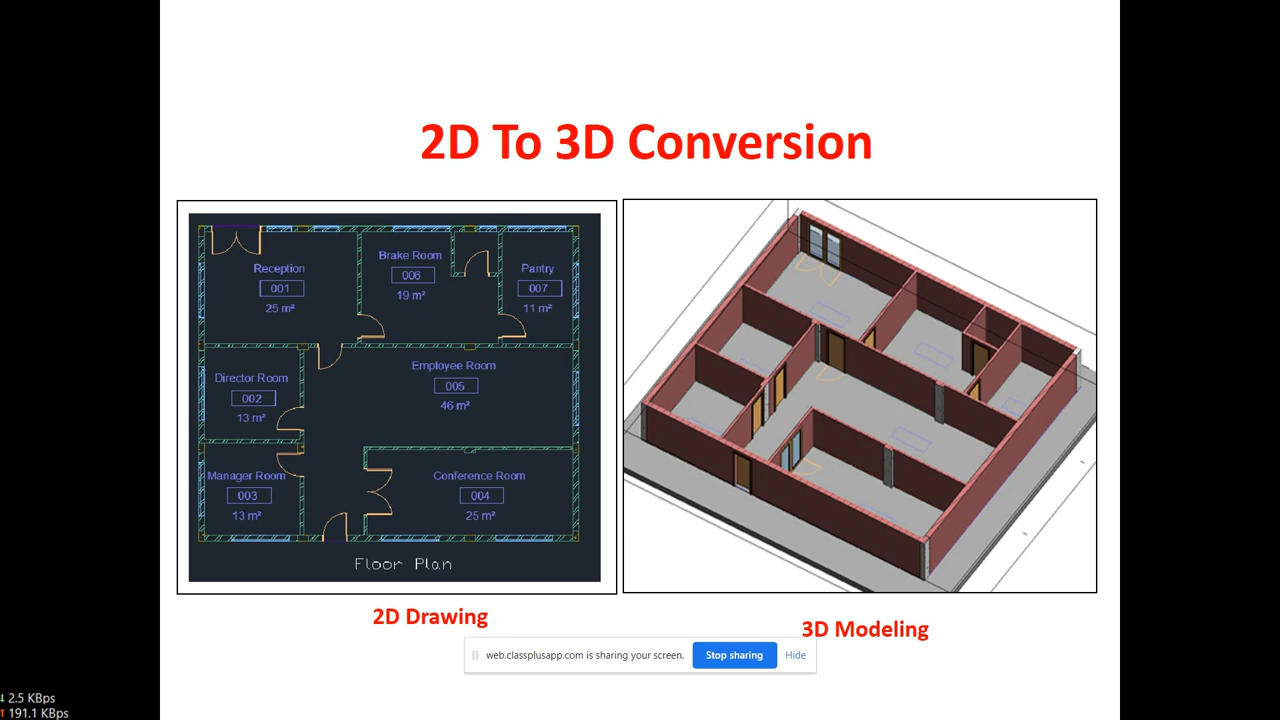 2D To 3D Conversion
Reception
001
25 m²
Brake Room
006
19 m²
Pantry
007
11 m²
Director Room
002
13 m²
Employee Room
005
46 m²
Manager Room
003
13 m²
Conference Room
004
25 m²
Floor Plan
2D Drawing
3D Modeling
web.classplusapp.com is sharing your screen.
Stop sharing
Hide
↓ 2.5 KBps
↑ 191.1 KBps